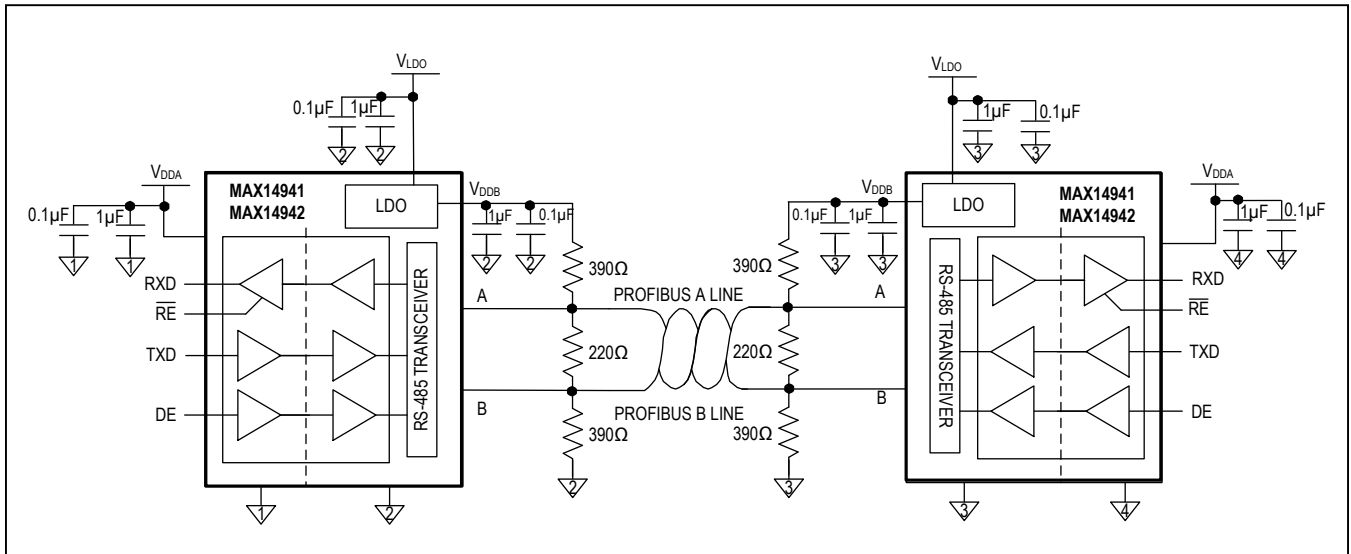 VLDO
0.1µF
1µF
2
2
VDDA
0.1µF
1µF
1
1
MAX14941
MAX14942
LDO
VDDB
1µF
0.1µF
2
2
RXD
RE
TXD
DE
RS-485 TRANSCEIVER
A
B
390Ω
220Ω
390Ω
2
1
2
PROFIBUS A LINE
PROFIBUS B LINE
VLDO
1µF
0.1µF
3
3
VDDB
0.1µF
1µF
3
3
390Ω
220Ω
390Ω
3
A
B
LDO
MAX14941
MAX14942
RS-485 TRANSCEIVER
VDDA
1µF
0.1µF
4
4
RXD
RE
TXD
DE
3
4